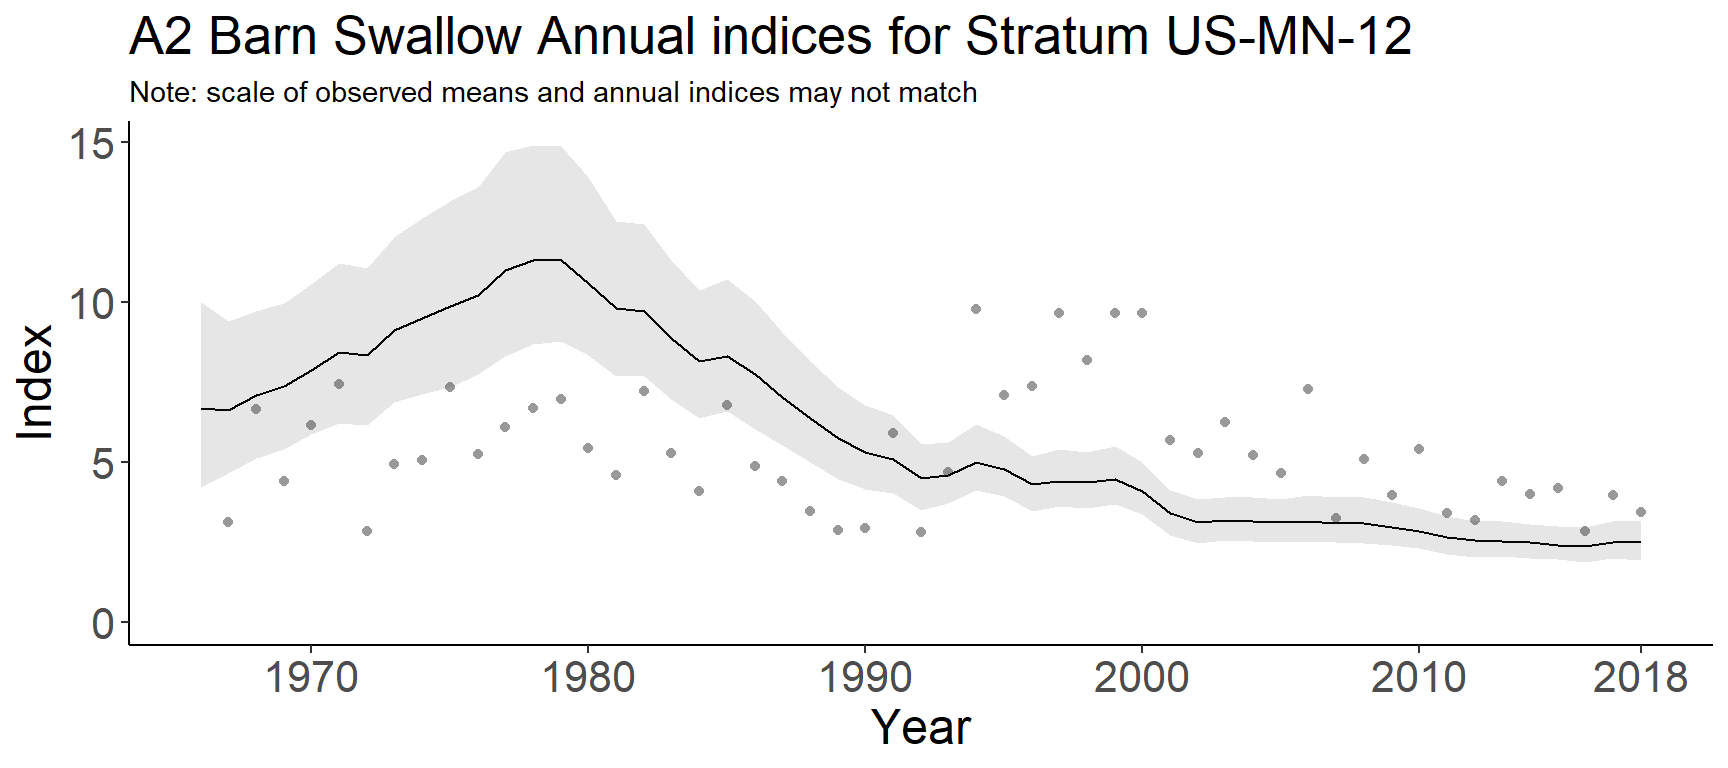 A2 Barn Swallow Annual indices for Stratum US-MN-12
Note: scale of observed means and annual indices may not match
15
10
5
0
Index
1970 1980 1990 2000 2010 2018
Year